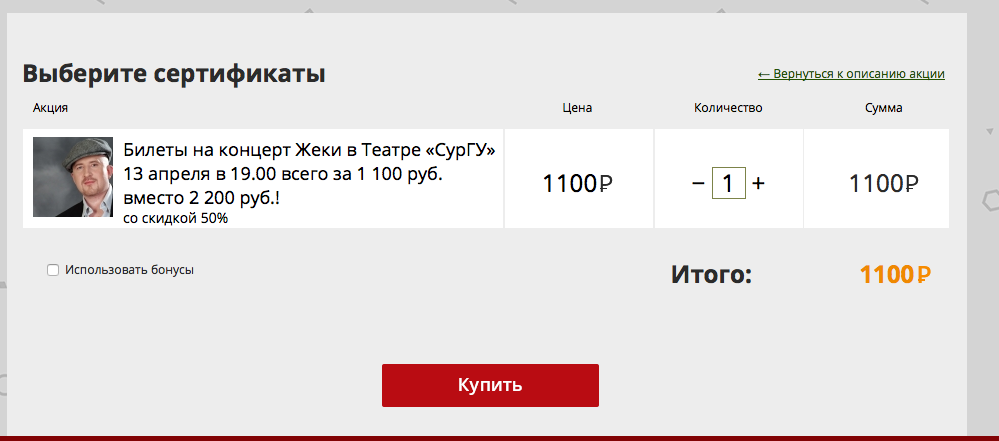 Выберите сертификаты
← Вернуться к описанию акции
Акция Цена Количество Сумма
Билеты на концерт Жеки в Театре «СурГУ»
13 апреля в 19.00 всего за 1 100 руб.
вместо 2 200 руб.!
со скидкой 50%
1100₽ − 1 + 1100₽
Использовать бонусы
Итого: 1100₽
Купить